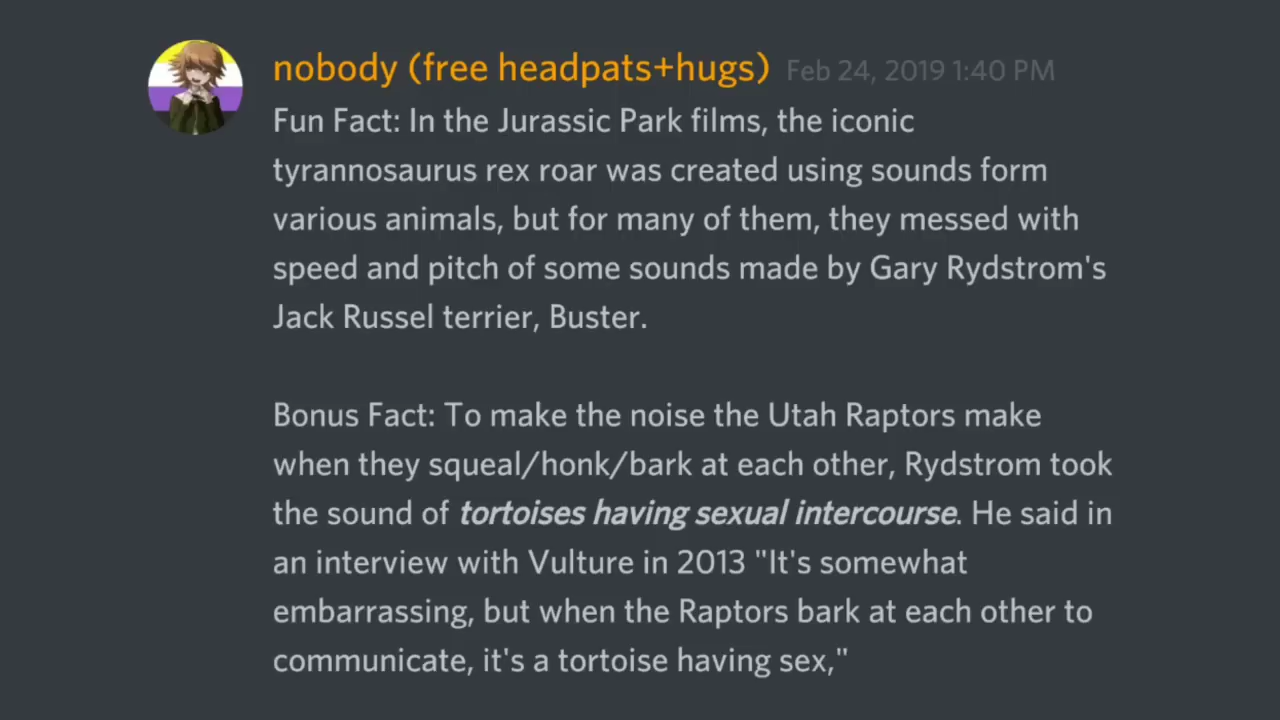 nobody (free headpats+hugs) Feb 24, 2019 1:40 PM
Fun Fact: In the Jurassic Park films, the iconic
tyrannosaurus rex roar was created using sounds form
various animals, but for many of them, they messed with
speed and pitch of some sounds made by Gary Rydstrom's
Jack Russel terrier, Buster.
Bonus Fact: To make the noise the Utah Raptors make
when they squeal/honk/bark at each other, Rydstrom took
the sound of tortoises having sexual intercourse. He said in
an interview with Vulture in 2013 "It's somewhat
embarrassing, but when the Raptors bark at each other to
communicate, it's a tortoise having sex,"